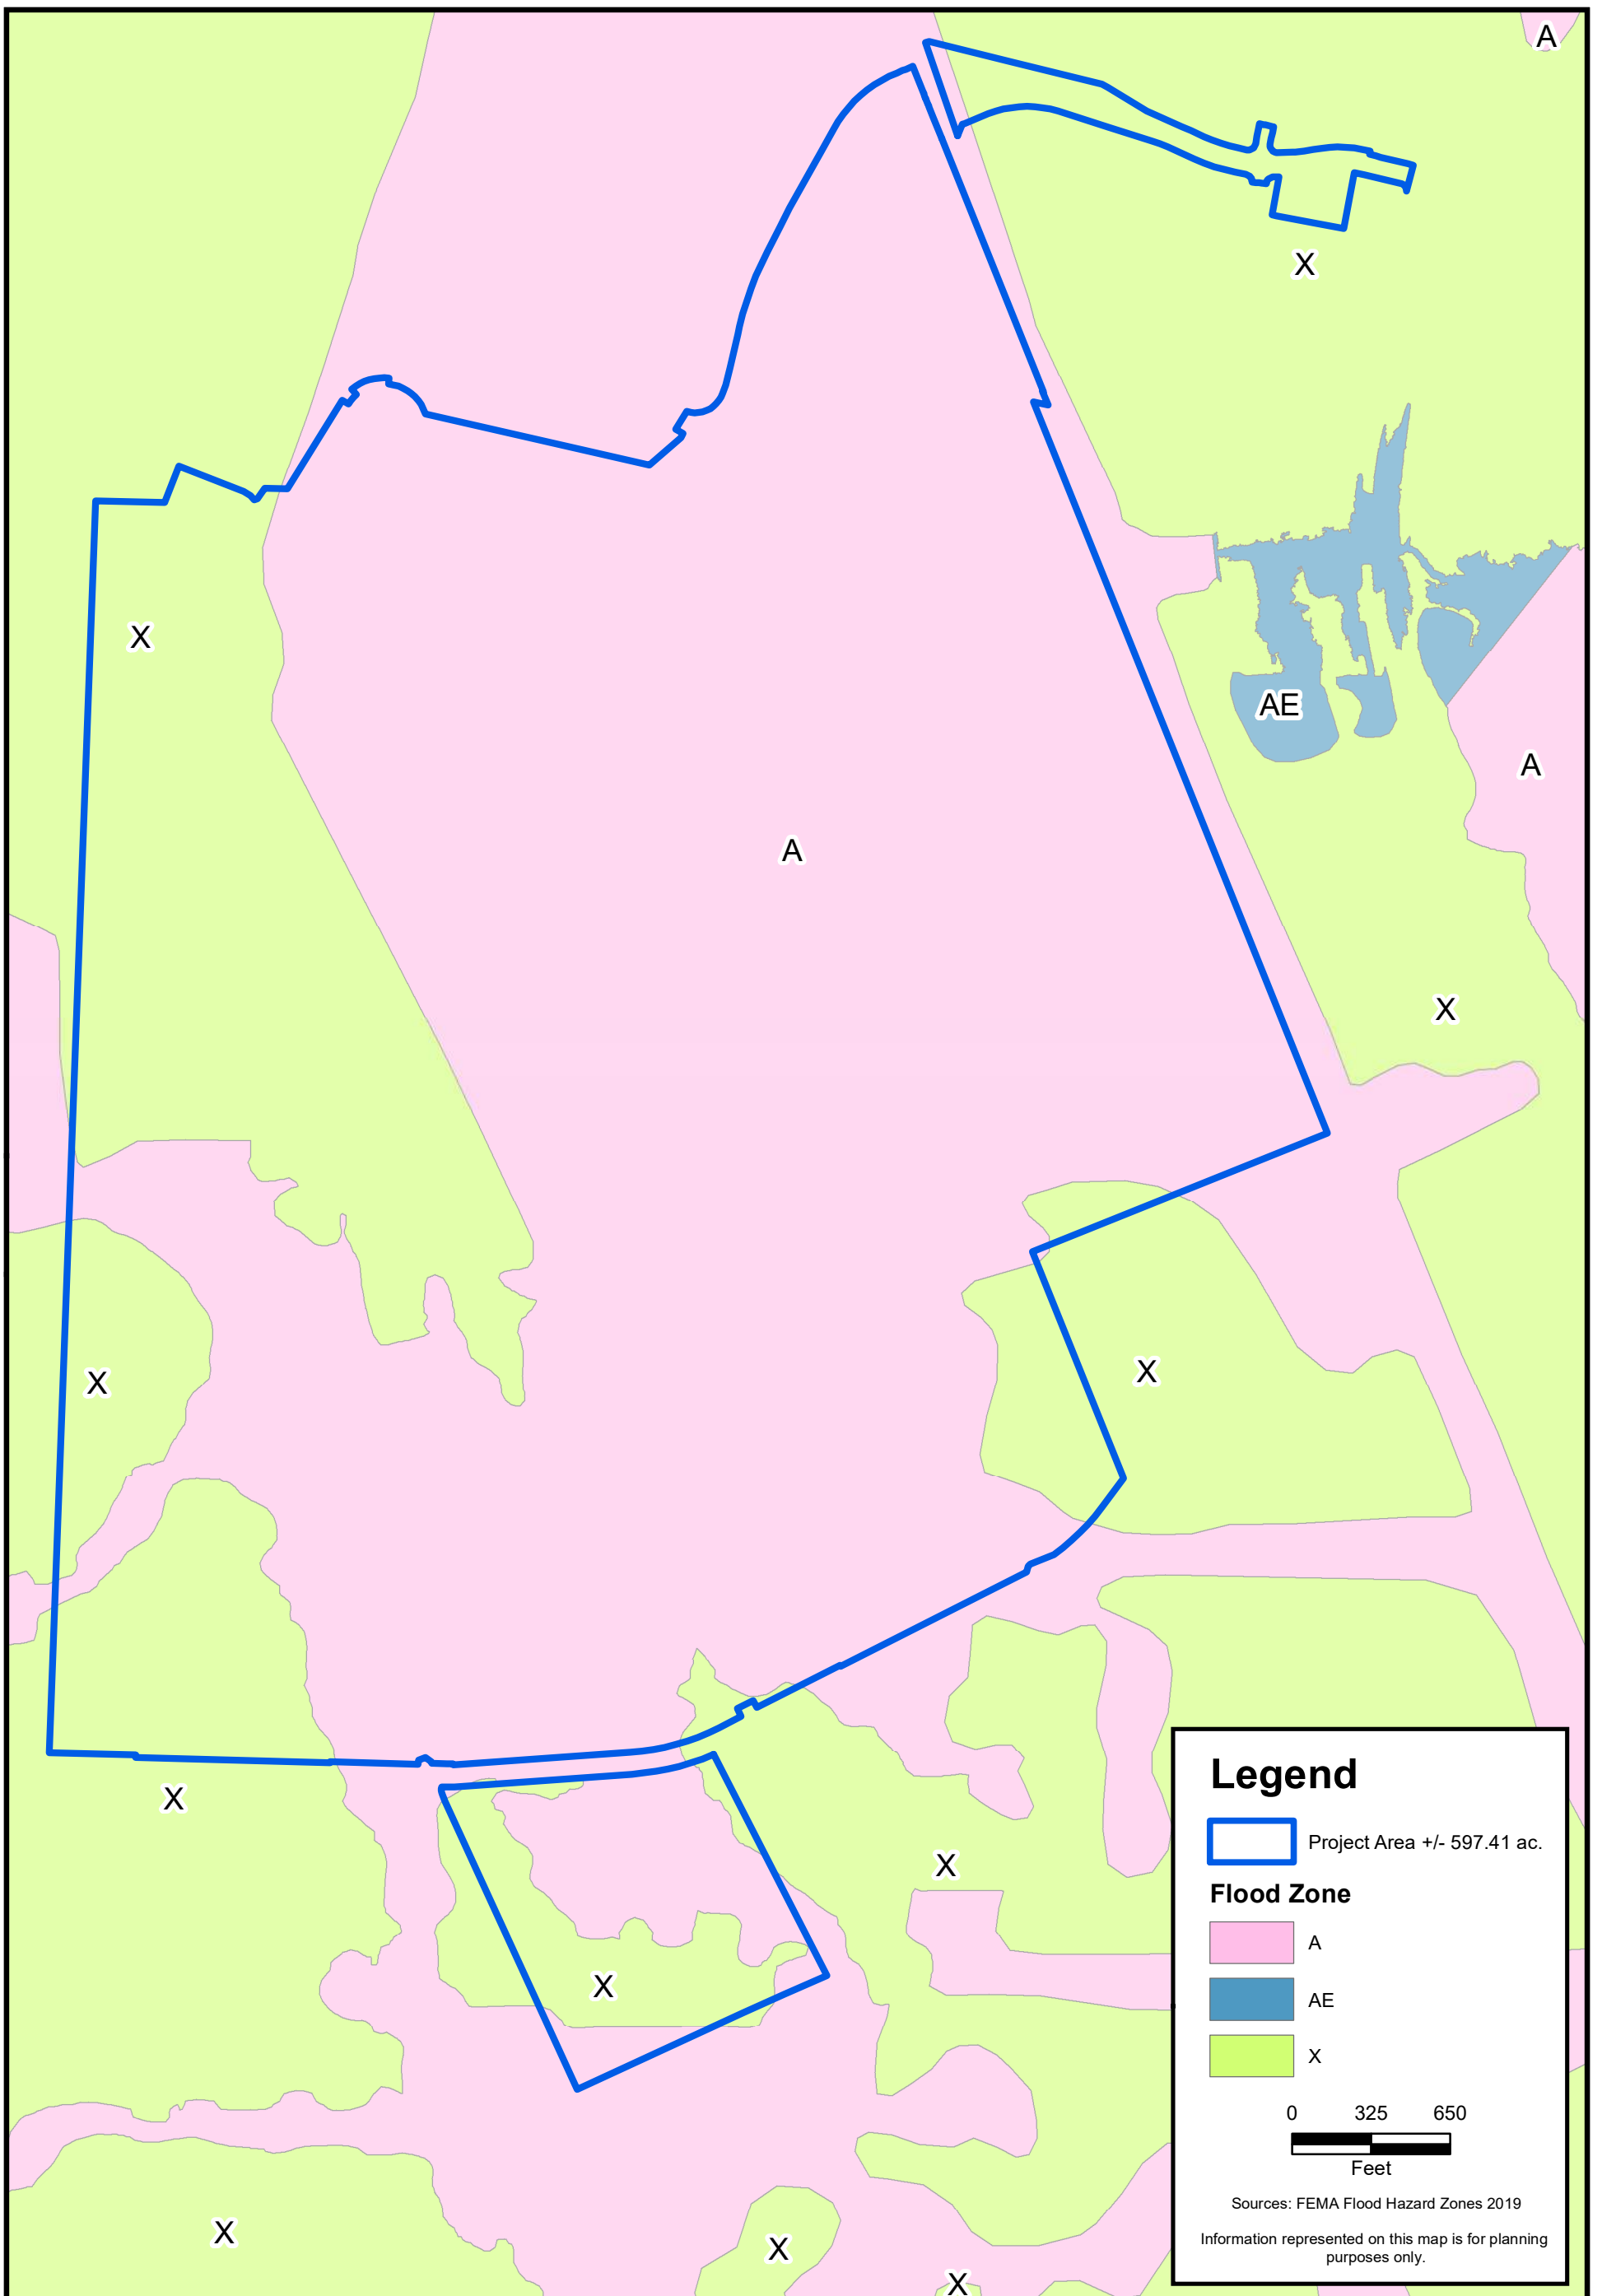 A
X
X
AE
A
A
X
X
X
X
X
X
X
X
X
Legend
Project Area +/- 597.41 ac.
Flood Zone
A
AE
X
0 325 650
Feet
Sources: FEMA Flood Hazard Zones 2019
Information represented on this map is for planning
purposes only.